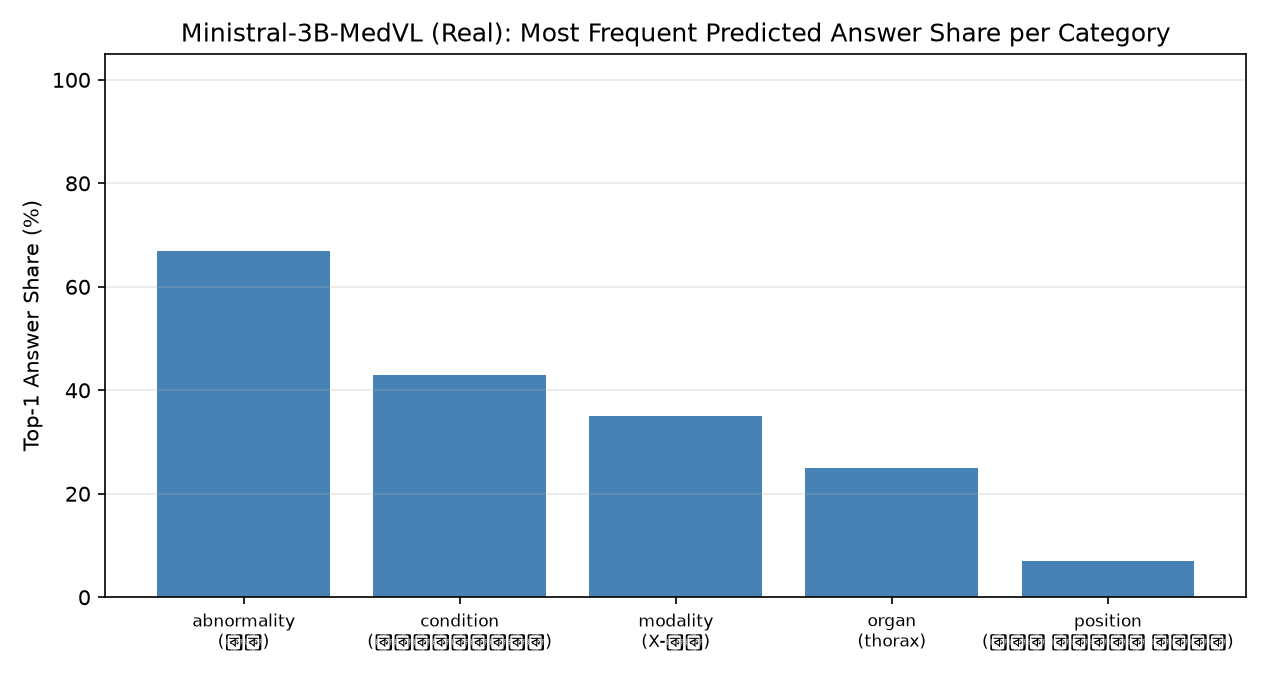 Ministral-3B-MedVL (Real): Most Frequent Predicted Answer Share per Category
Top-1 Answer Share (%)
100
80
60
40
20
0
abnormality
condition
modality
organ
position
(X-
(thorax)